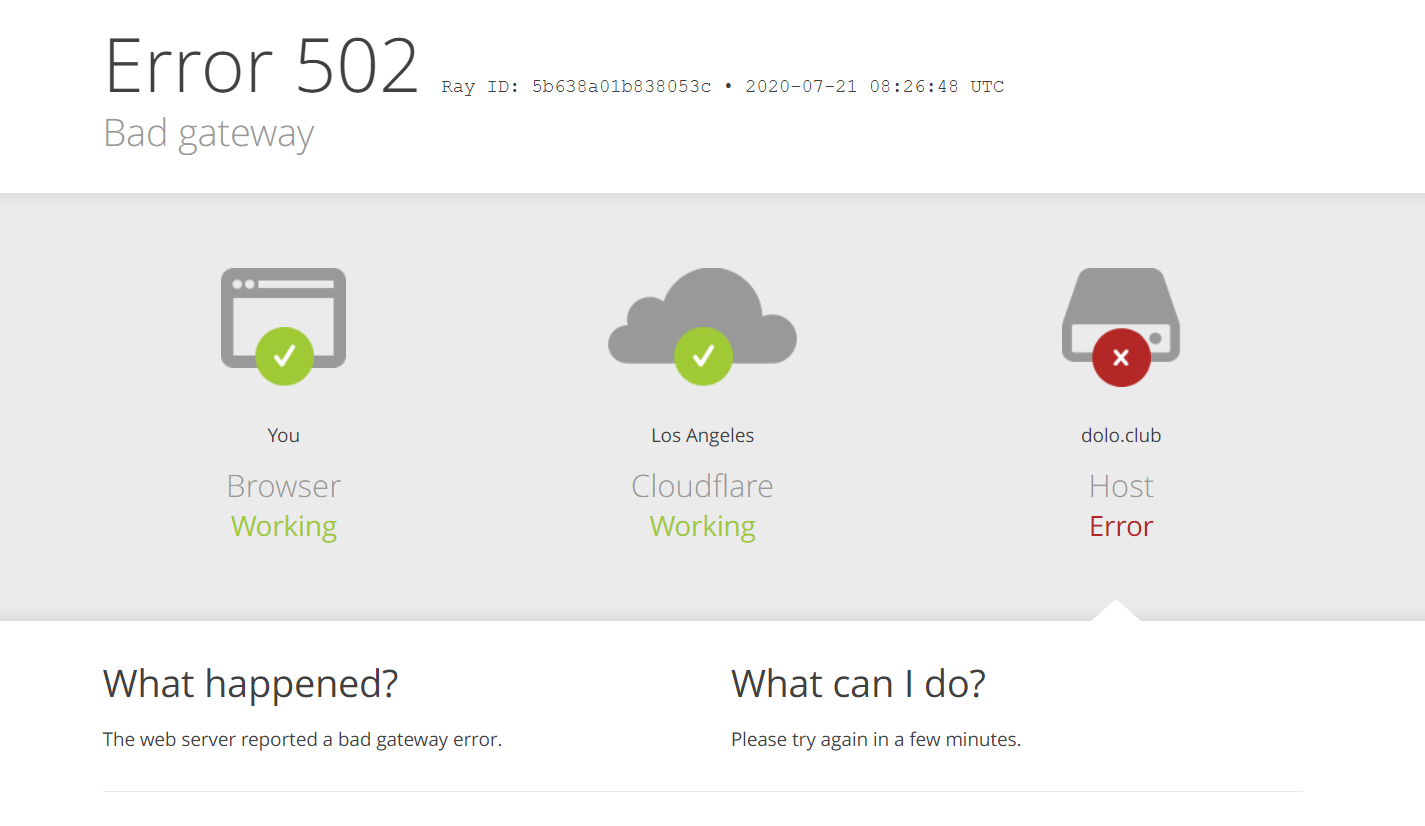 Error 502 Ray ID: 5b638a01b838053c • 2020-07-21 08:26:48 UTC
Bad gateway
You
Browser
Working
Los Angeles
Cloudflare
Working
dolo.club
Host
Error
What happened?
The web server reported a bad gateway error.
What can I do?
Please try again in a few minutes.